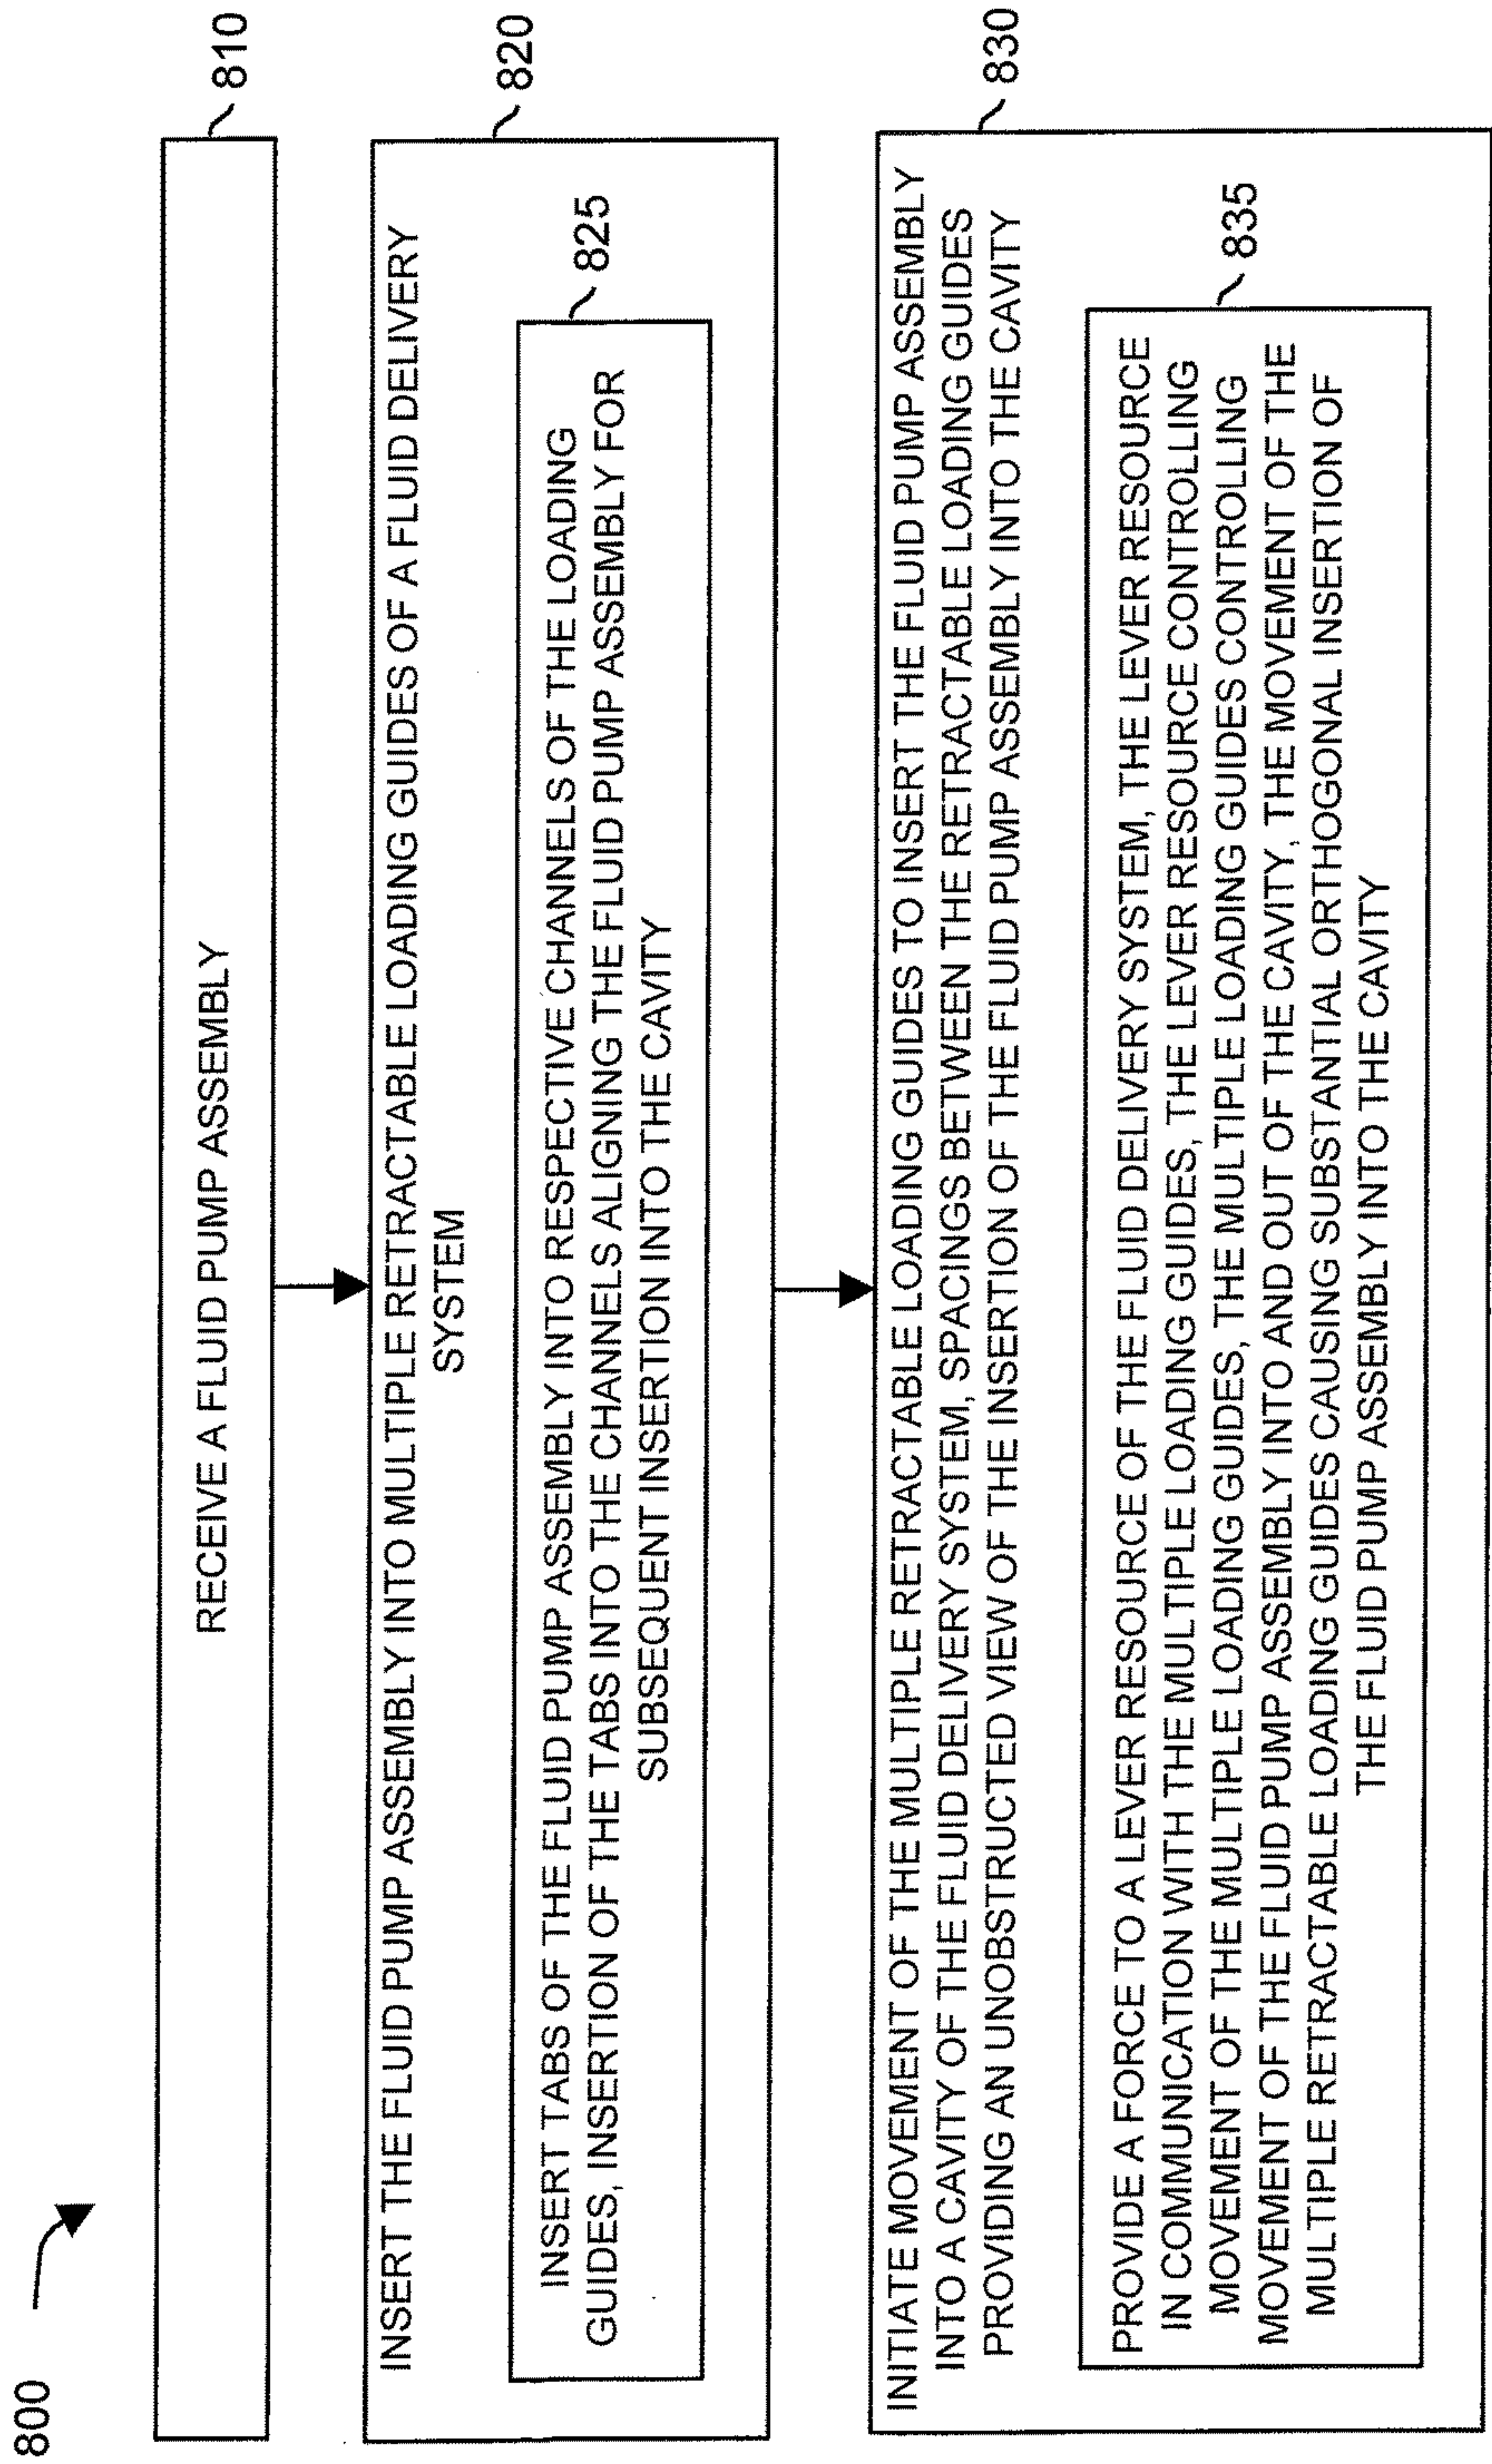 800
RECEIVE A FLUID PUMP ASSEMBLY
810
INSERT THE FLUID PUMP ASSEMBLY INTO MULTIPLE RETRACTABLE LOADING GUIDES OF A FLUID DELIVERY
SYSTEM
820
INSERT TABS OF THE FLUID PUMP ASSEMBLY INTO RESPECTIVE CHANNELS OF THE LOADING
GUIDES, INSERTION OF THE TABS INTO THE CHANNELS ALIGNING THE FLUID PUMP ASSEMBLY FOR
SUBSEQUENT INSERTION INTO THE CAVITY
825
INITIATE MOVEMENT OF THE MULTIPLE RETRACTABLE LOADING GUIDES TO INSERT THE FLUID PUMP ASSEMBLY
INTO A CAVITY OF THE FLUID DELIVERY SYSTEM, SPACINGS BETWEEN THE RETRACTABLE LOADING GUIDES
PROVIDING AN UNOBSTRUCTED VIEW OF THE INSERTION OF THE FLUID PUMP ASSEMBLY INTO THE CAVITY
830
PROVIDE A FORCE TO A LEVER RESOURCE OF THE FLUID DELIVERY SYSTEM, THE LEVER RESOURCE
IN COMMUNICATION WITH THE MULTIPLE LOADING GUIDES, THE LEVER RESOURCE CONTROLLING
MOVEMENT OF THE MULTIPLE LOADING GUIDES, THE MULTIPLE LOADING GUIDES CONTROLLING
MOVEMENT OF THE FLUID PUMP ASSEMBLY INTO AND OUT OF THE CAVITY, THE MOVEMENT OF THE
MULTIPLE RETRACTABLE LOADING GUIDES CAUSING SUBSTANTIAL ORTHOGONAL INSERTION OF
THE FLUID PUMP ASSEMBLY INTO THE CAVITY
835